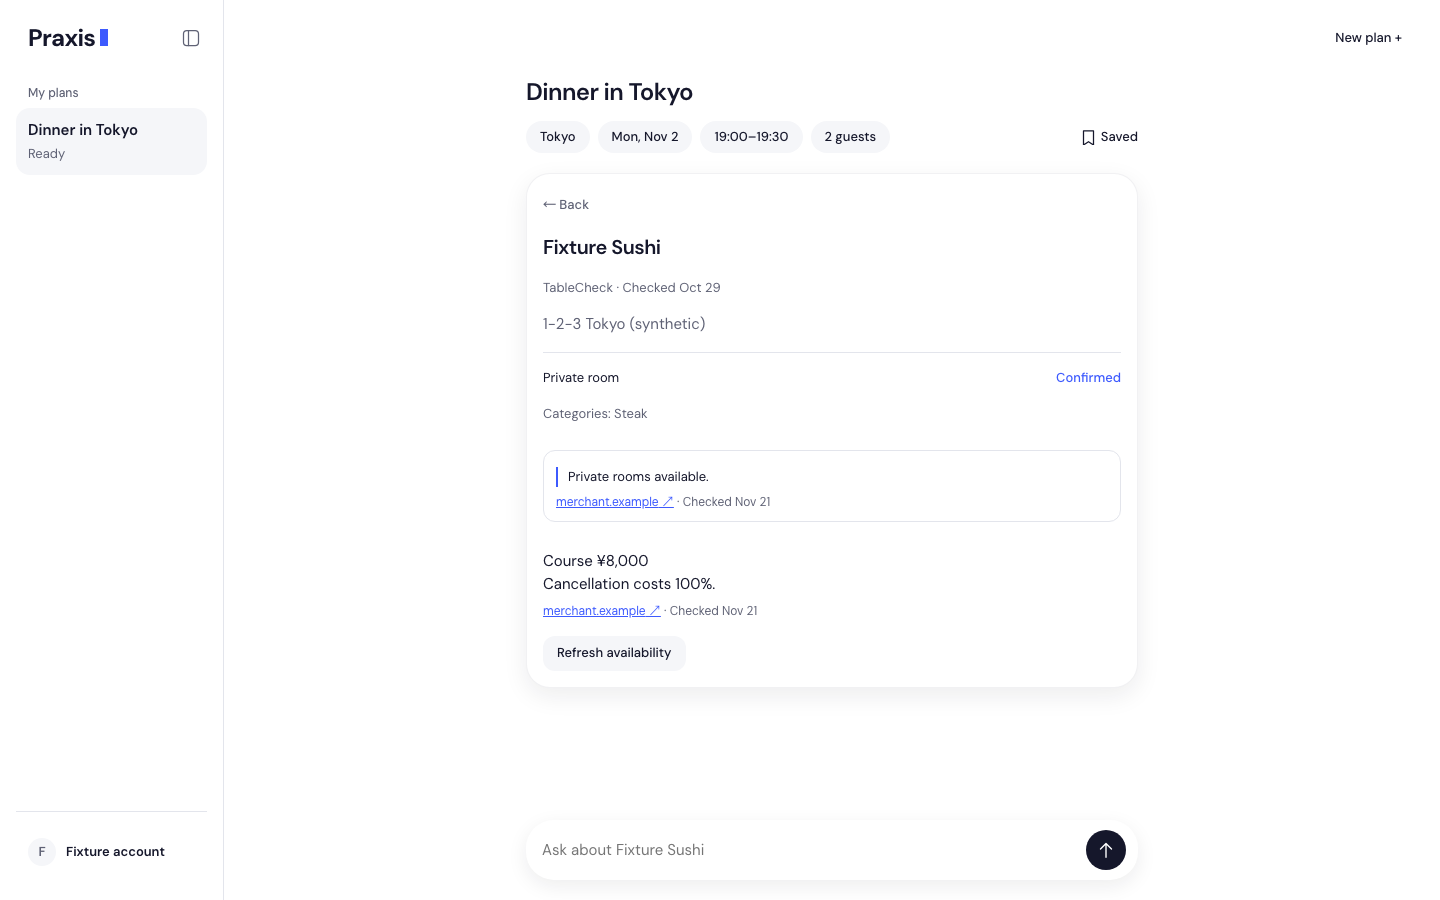 Praxis
New plan +
My plans
Dinner in Tokyo
Ready
Dinner in Tokyo
Tokyo
Mon, Nov 2
19:00–19:30
2 guests
Saved
← Back
Fixture Sushi
TableCheck · Checked Oct 29
1-2-3 Tokyo (synthetic)
Private room
Confirmed
Categories: Steak
Private rooms available.
merchant.example ↗ · Checked Nov 21
Course ¥8,000
Cancellation costs 100%.
merchant.example ↗ · Checked Nov 21
Refresh availability
Ask about Fixture Sushi
F
Fixture account